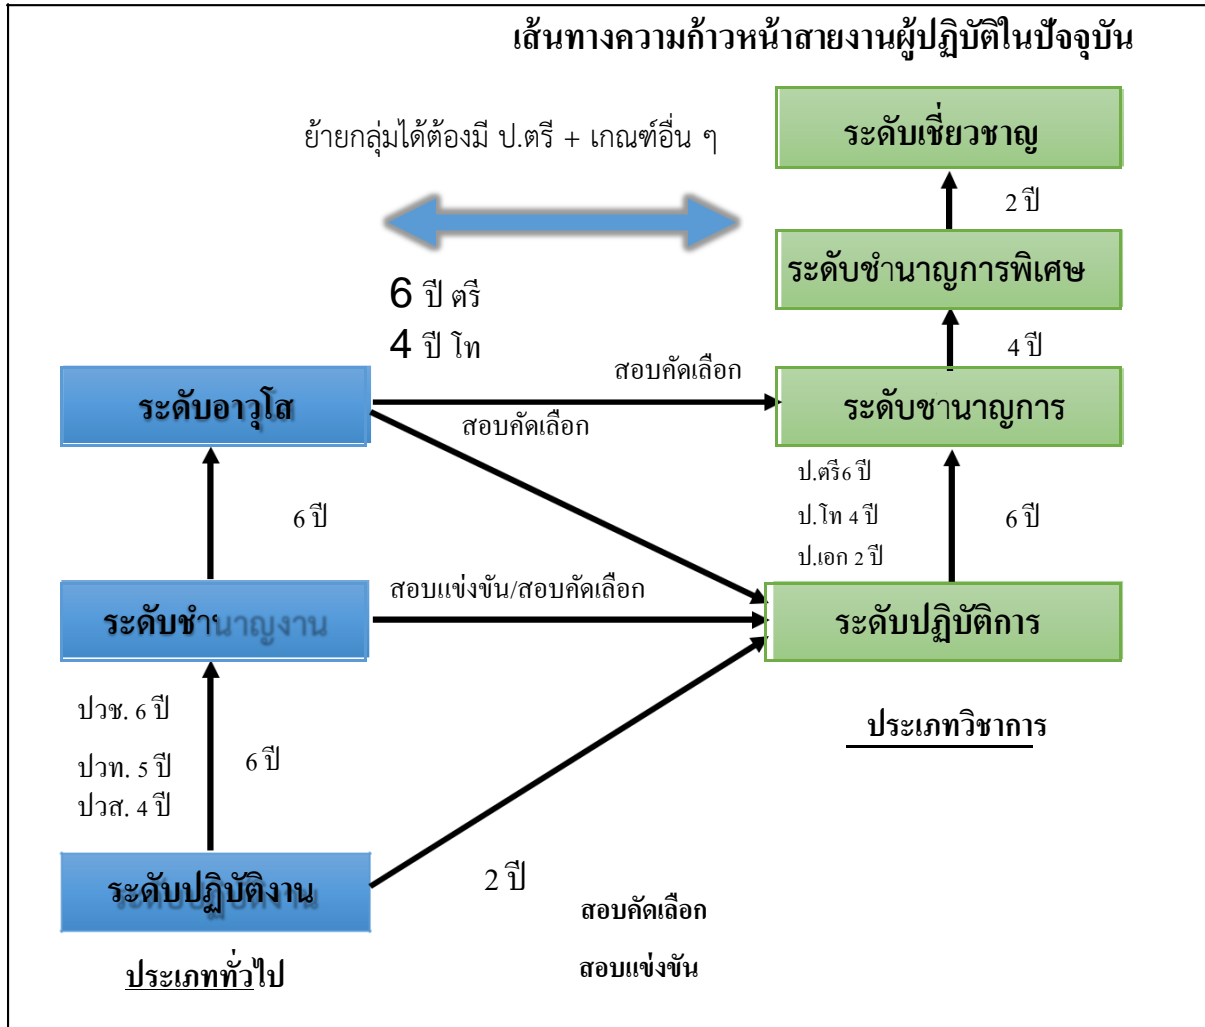 เส้นทางความก้าวหน้าสายงานผู้ปฏิบัติในปัจจุบัน
ย้ายกลุ่มได้ต้องมี ป.ตรี + เกณฑ์อื่น ๆ
ระดับเชี่ยวชาญ
2 ปี
ระดับชำนาญการพิเศษ
6 ปี ตรี
4 ปี โท
4 ปี
สอบคัดเลือก
ระดับอาวุโส
ระดับชานาญการ
สอบคัดเลือก
ป.ตรี6 ปี
ป.โท 4 ปี
ป.เอก 2 ปี
6 ปี
6 ปี
สอบแข่งขัน/สอบคัดเลือก
ระดับชำนาญงาน
ระดับปฏิบัติการ
ประเภทวิชาการ
ปวช. 6 ปี
ปวท. 5 ปี
ปวส. 4 ปี
6 ปี
ระดับปฏิบัติงาน
2 ปี
สอบคัดเลือก
สอบแข่งขัน
ประเภททั่วไป